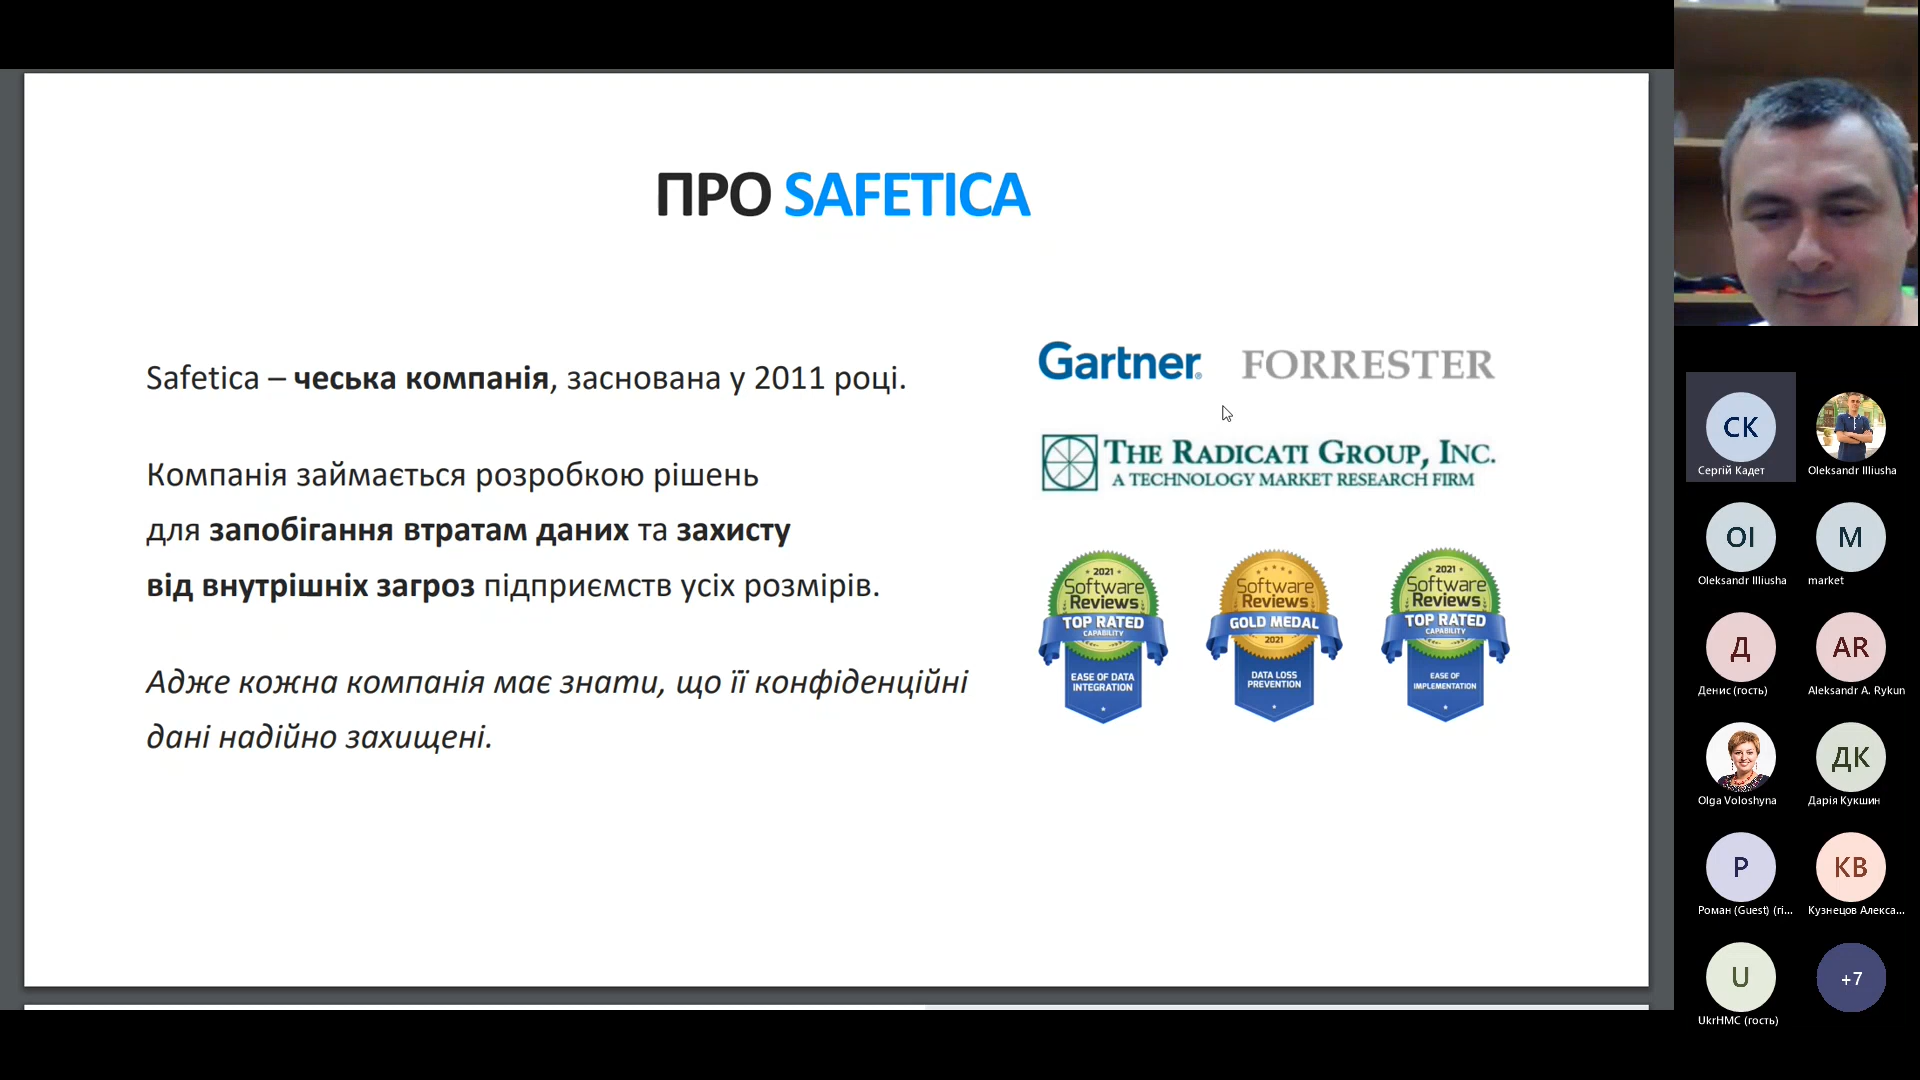 ПРО SAFETICA
Safetica – чеська компанія, заснована у 2011 році.
Компанія займається розробкою рішень
для запобігання втратам даних та захисту
від внутрішніх загроз підприємств усіх розмірів.
Адже кожна компанія має знати, що її конфіденційні
дані надійно захищені.
Gartner®
FORRESTER
THE RADICATI GROUP, INC.
A TECHNOLOGY MARKET RESEARCH FIRM
2021
Software
Reviews
TOP RATED
CAPABILITY
EASE OF DATA
INTEGRATION
Software
Reviews
GOLD MEDAL
2021
DATA LOSS
PREVENTION
2021
Software
Reviews
TOP RATED
CAPABILITY
EASE OF
IMPLEMENTATION
СК
Сергій Кадет
Oleksandr Illiusha
OI
Oleksandr Illiusha
M
market
Д
Денис (гость)
AR
Aleksandr A. Rykun
Olga Voloshyna
ДК
Дарія Кукшин
Р
Роман (Guest) (гі...
КВ
Кузнецов Алекса...
U
UkrHMC (гость)
+7